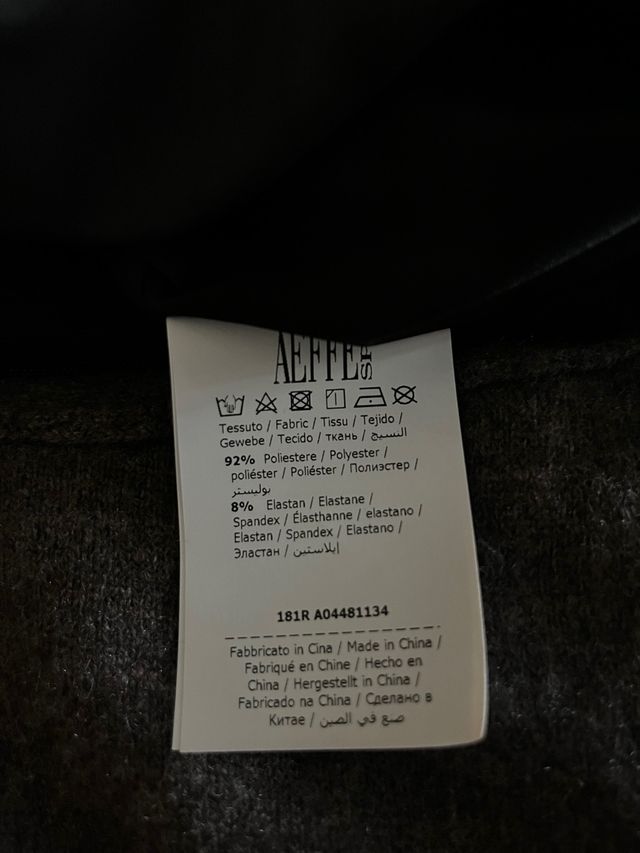 AEFFE SP
Tessuto / Fabric / Tissu / Tejido /
Gewebe / Tecido / ткань / النسيج
92% Poliestere / Polyester /
poliéster / Poliéster / Полиэстер /
بوليستر
8% Elastan / Elastane /
Spandex / Élasthanne / elastano /
Elastan / Spandex / Elastano /
Эластан / إيلاستين
181R A04481134
Fabbricato in Cina / Made in China /
Fabriqué en Chine / Hecho en
China / Hergestellt in China /
Fabricado na China / Сделано в
Китае / صنع في الصين